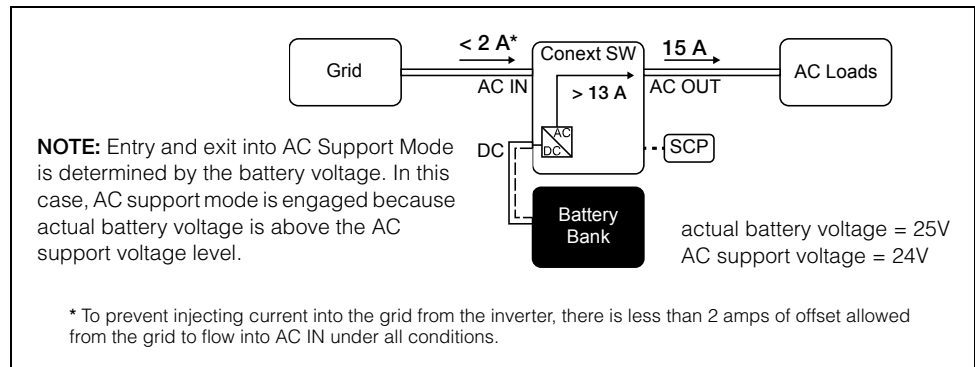 < 2 A*
Conext SW
15 A
Grid
AC Loads
AC IN
> 13 A
AC OUT
AC
DC
DC
SCP
NOTE: Entry and exit into AC Support Mode
is determined by the battery voltage. In this
case, AC support mode is engaged because
actual battery voltage is above the AC
support voltage level.
Battery
Bank
actual battery voltage = 25V
AC support voltage = 24V
* To prevent injecting current into the grid from the inverter, there is less than 2 amps of offset allowed
from the grid to flow into AC IN under all conditions.